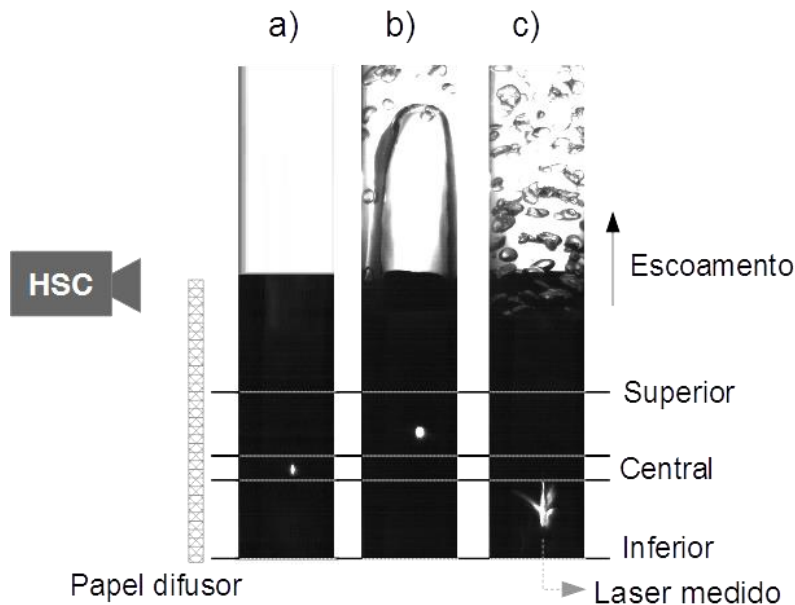 a)
b)
c)
HSC
Escoamento
Superior
Central
Inferior
Papel difusor
Laser medido